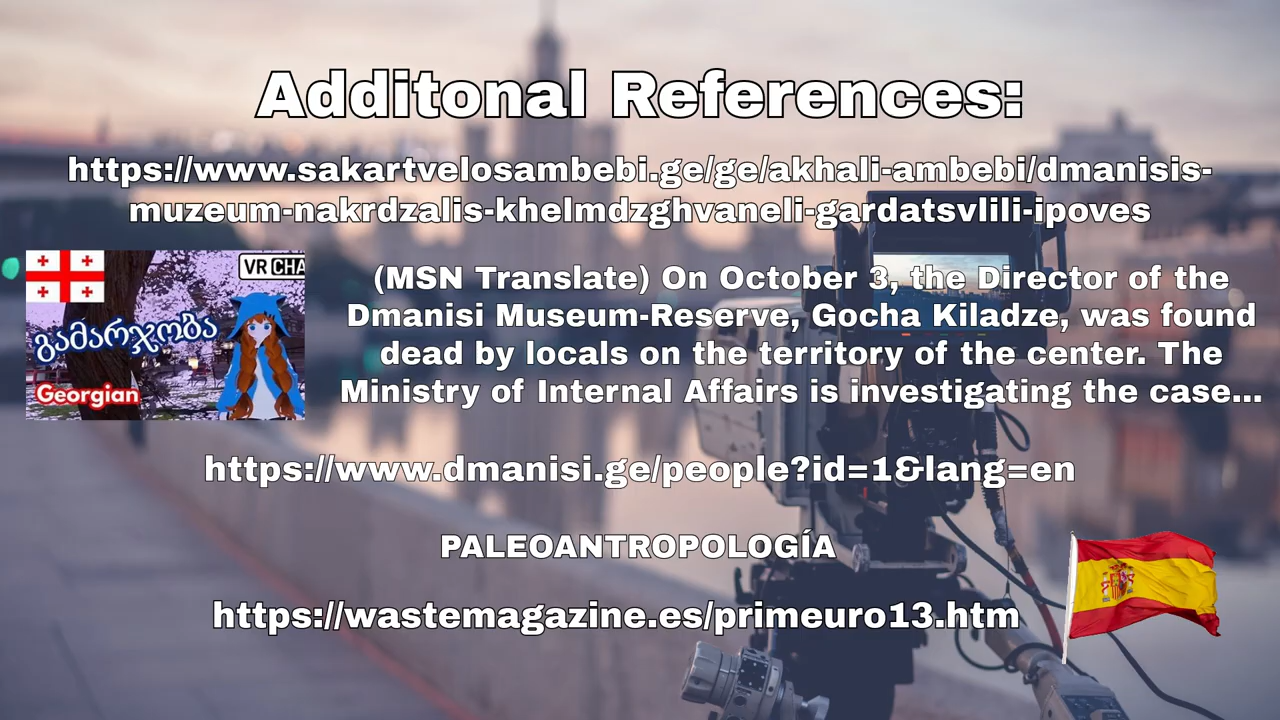 Additonal References:
https://www.sakartvelosambebi.ge/ge/akhali-ambebi/dmanisis-
muzeum-nakrdzalis-khelmdzghvaneli-gardatsvlili-ipoves
VR CHA
გამარჯობა
Georgian
(MSN Translate) On October 3, the Director of the
Dmanisi Museum-Reserve, Gocha Kiladze, was found
dead by locals on the territory of the center. The
Ministry of Internal Affairs is investigating the case...
https://www.dmanisi.ge/people?id=1&lang=en
PALEOANTROPOLOGÍA
https://wastemagazine.es/primeuro13.htm